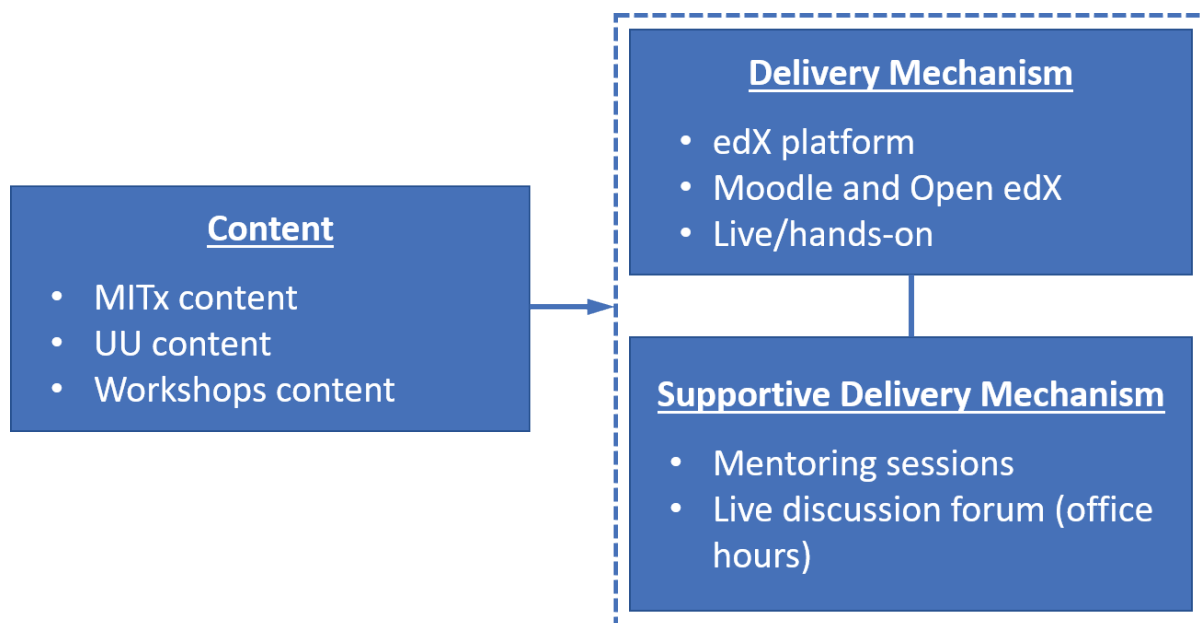 Content
• MITx content
• UU content
• Workshops content
Delivery Mechanism
• edX platform
• Moodle and Open edX
• Live/hands-on
Supportive Delivery Mechanism
• Mentoring sessions
• Live discussion forum (office
hours)